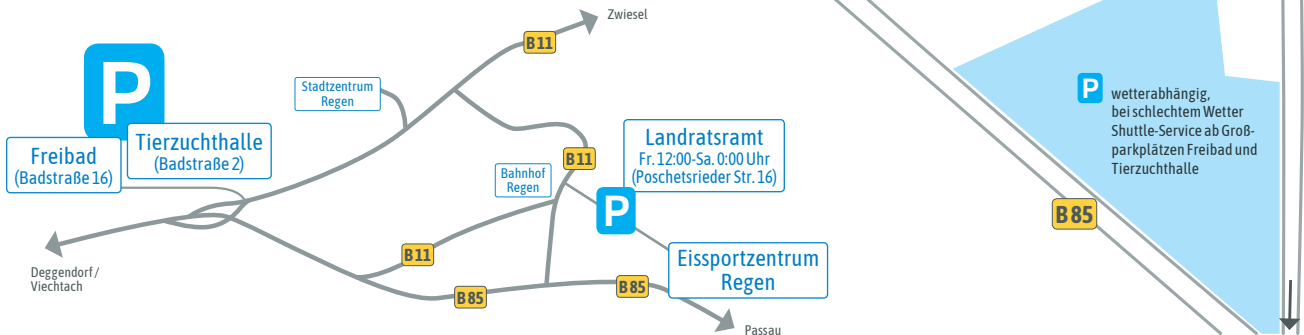 Zwiesel
B11
P
Stadtzentrum
Regen
Tierzuchthalle
(Badstraße 2)
Freibad
(Badstraße 16)
Landratsramt
Fr. 12:00-Sa. 0:00 Uhr
(Poschetsrieder Str. 16)
B11
Bahnhof
Regen
P
B11
Eissportzentrum
Regen
Deggendorf/
Viechtach
B85
B85
Passau
P
wetterabhängig,
bei schlechtem Wetter
Shuttle-Service ab Groß-
parkplätzen Freibad und
Tierzuchthalle
B85